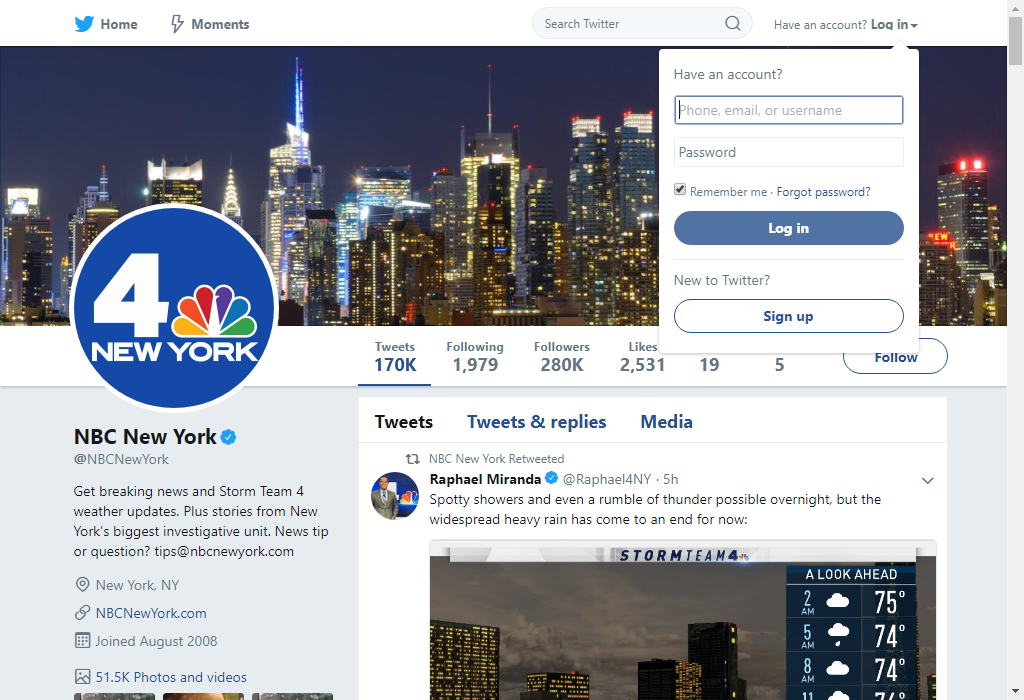 Home
Moments
Search Twitter
Have an account? Log in
Have an account?
Phone, email, or username
Password
Remember me · Forgot password?
Log in
New to Twitter?
Sign up
NEW
4
NEW YORK
Tweets
170K
Following
1,979
Followers
280K
Likes
2,531
19
5
Follow
NBC New York
@NBCNewYork
Get breaking news and Storm Team 4
weather updates. Plus stories from New
York's biggest investigative unit. News tip
or question? tips@nbcnewyork.com
New York, NY
NBCNewYork.com
Joined August 2008
51.5K Photos and videos
Tweets
Tweets & replies
Media
NBC New York Retweeted
Raphael Miranda @Raphael4NY · 5h
Spotty showers and even a rumble of thunder possible overnight, but the
widespread heavy rain has come to an end for now:
STORMTEAM4
A LOOK AHEAD
2 AM 75°
5 AM 74°
8 AM 74°